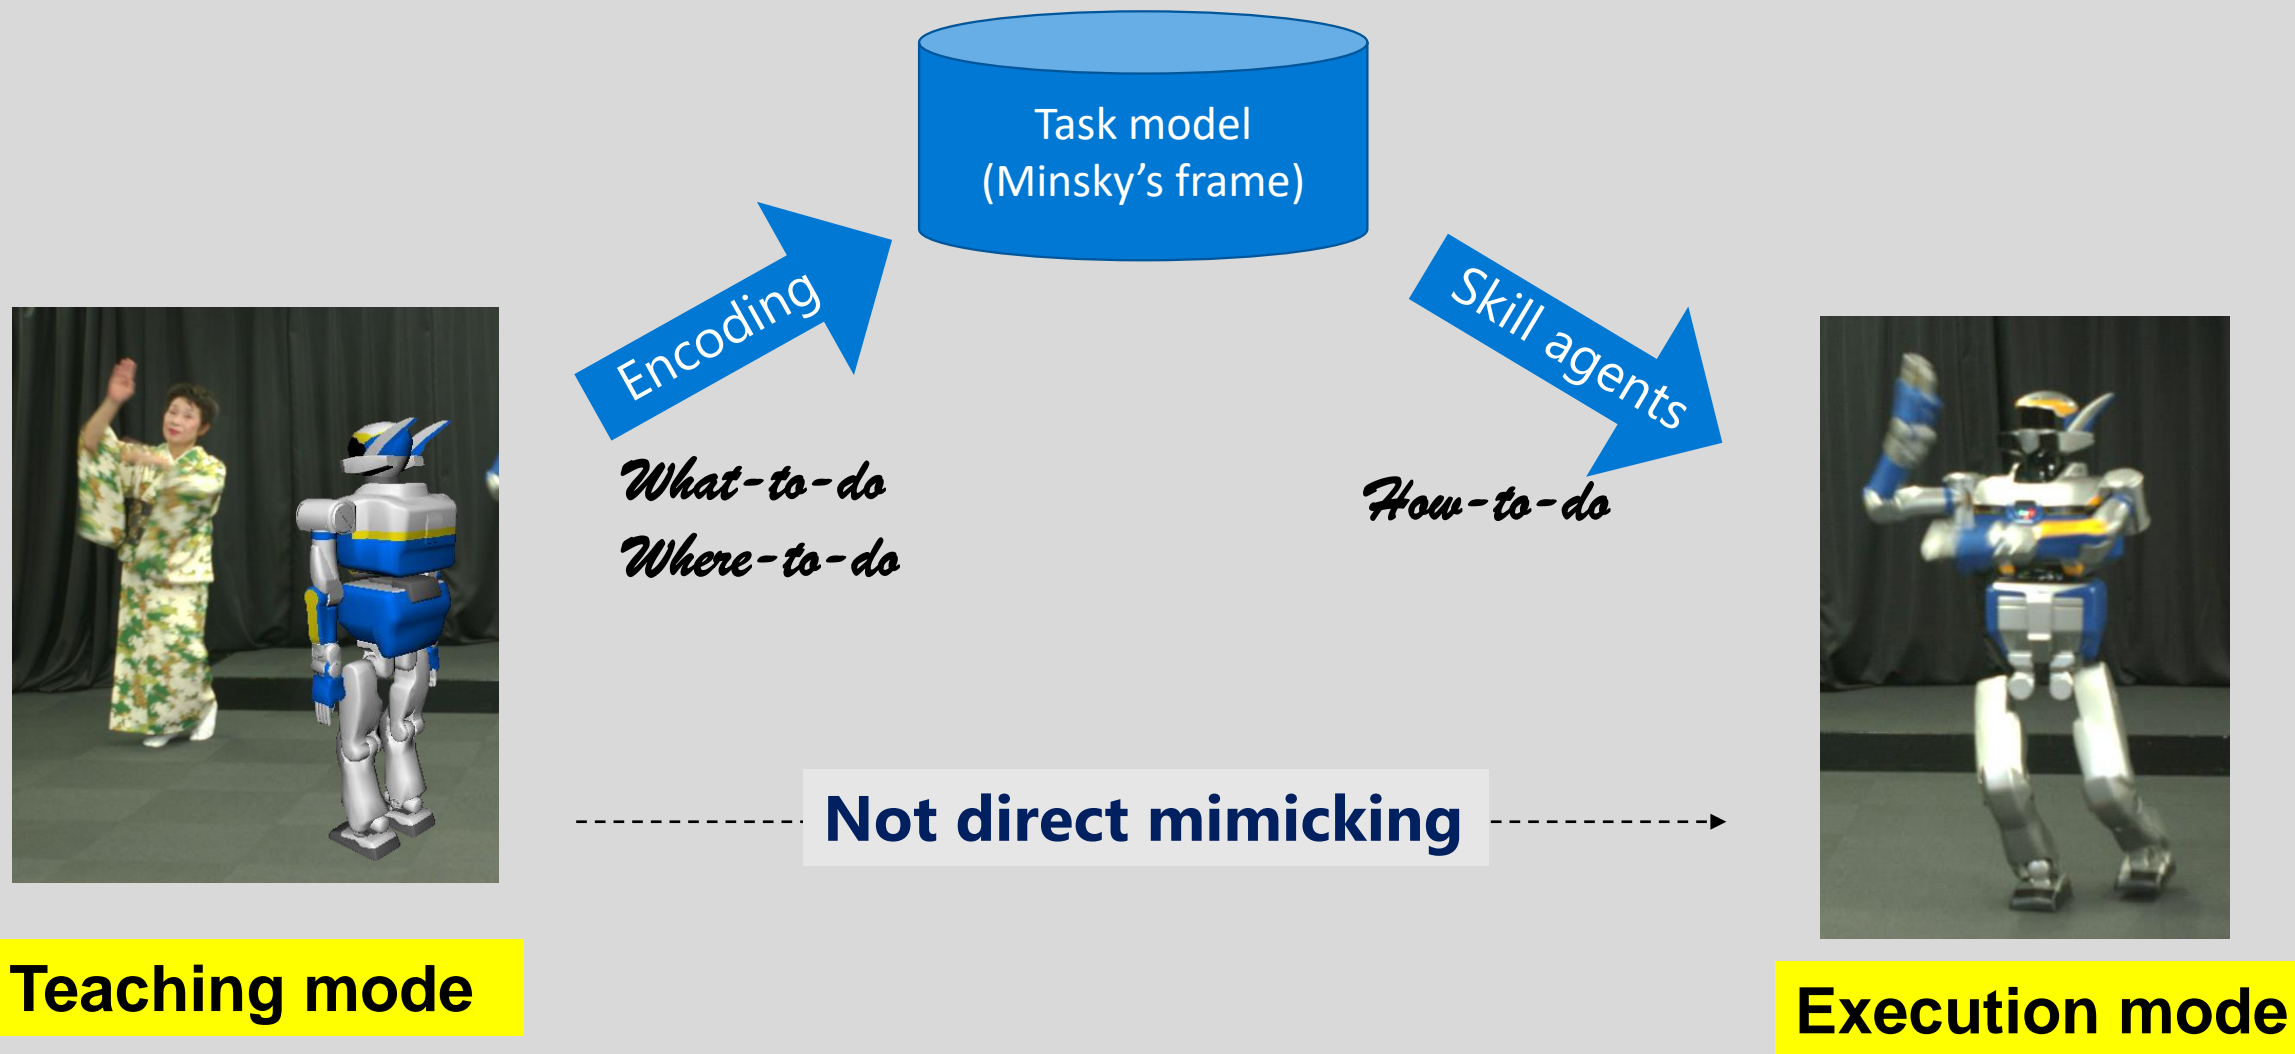 Task model
(Minsky’s frame)
Encoding
Skill agents
What-to-do
Where-to-do
How-to-do
Not direct mimicking
Teaching mode
Execution mode